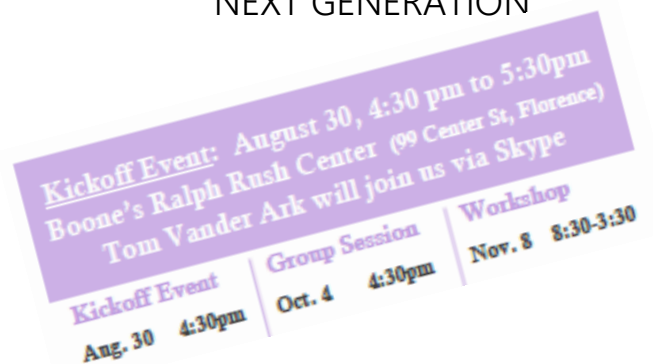 NEXT GENERATION
Kickoff Event: August 30, 4:30 pm to 5:30pm
Boone's Ralph Rush Center (99 Center St, Florence)
Tom Vander Ark will join us via Skype
Kickoff Event
Aug. 30 4:30pm
Group Session
Oct. 4 4:30pm
Workshop
Nov. 8 8:30-3:30